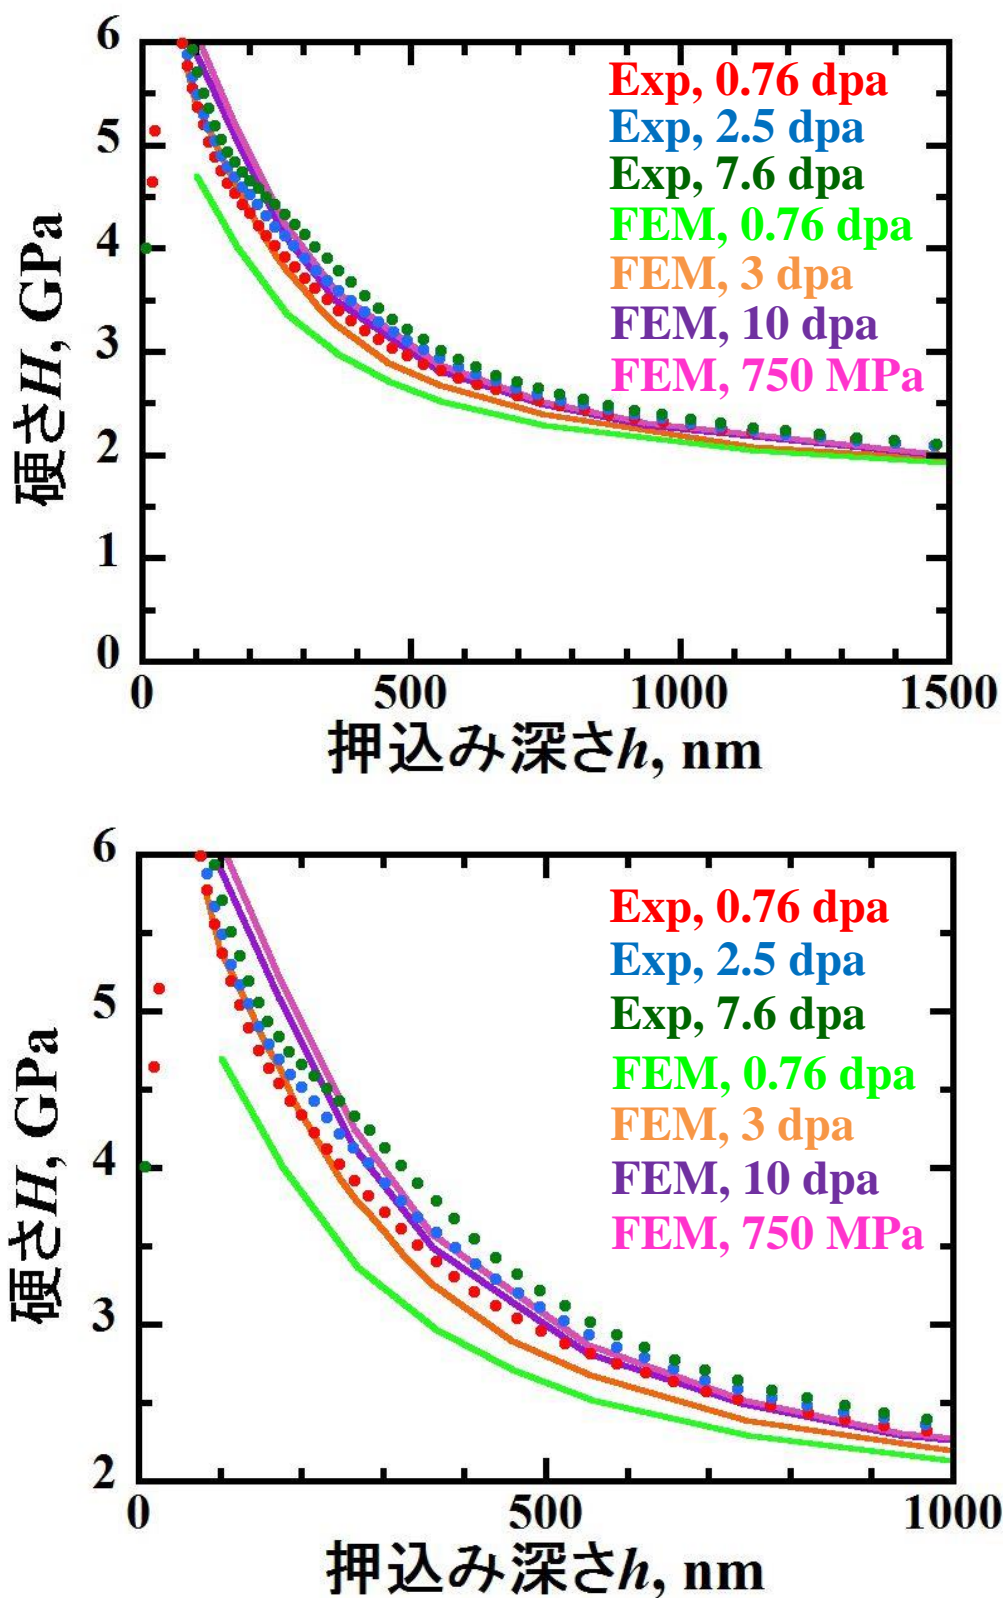 6
5
4
3
2
1
0
硬さH, GPa
Exp, 0.76 dpa
Exp, 2.5 dpa
Exp, 7.6 dpa
FEM, 0.76 dpa
FEM, 3 dpa
FEM, 10 dpa
FEM, 750 MPa
0 500 1000 1500
押込み深さh, nm
6
5
4
3
2
硬さH, GPa
Exp, 0.76 dpa
Exp, 2.5 dpa
Exp, 7.6 dpa
FEM, 0.76 dpa
FEM, 3 dpa
FEM, 10 dpa
FEM, 750 MPa
0 500 1000
押込み深さh, nm